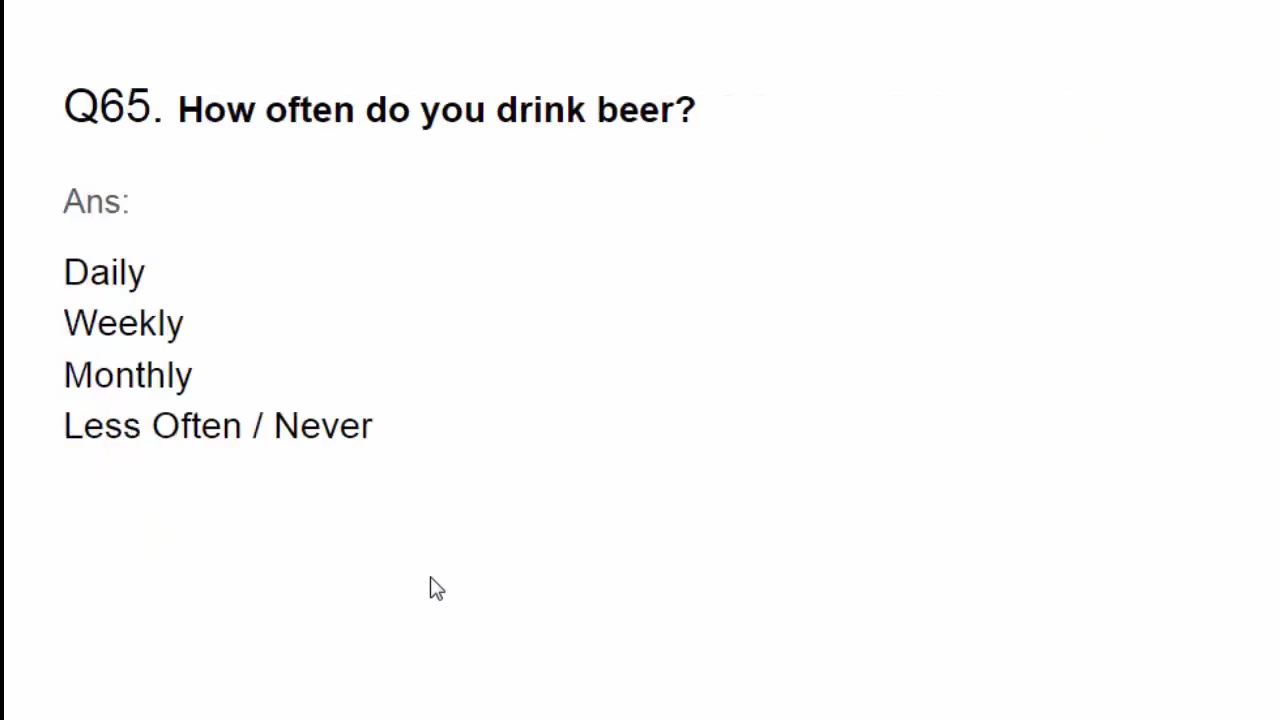 Q65. How often do you drink beer?
Ans:
Daily
Weekly
Monthly
Less Often / Never